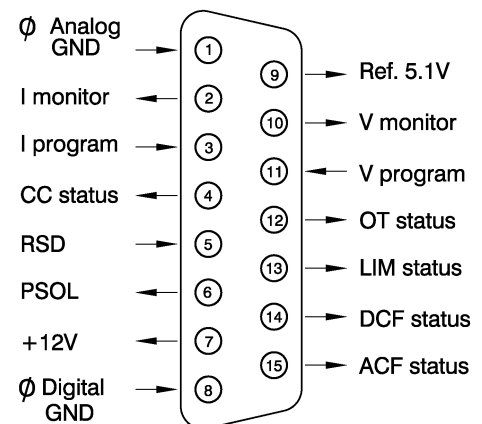 ϕ Analog
GND
1
9
Ref. 5.1V
I monitor
2
10
V monitor
I program
3
11
V program
CC status
4
12
OT status
RSD
5
13
LIM status
PSOL
6
14
DCF status
+12V
7
15
ACF status
ϕ Digital
GND
8